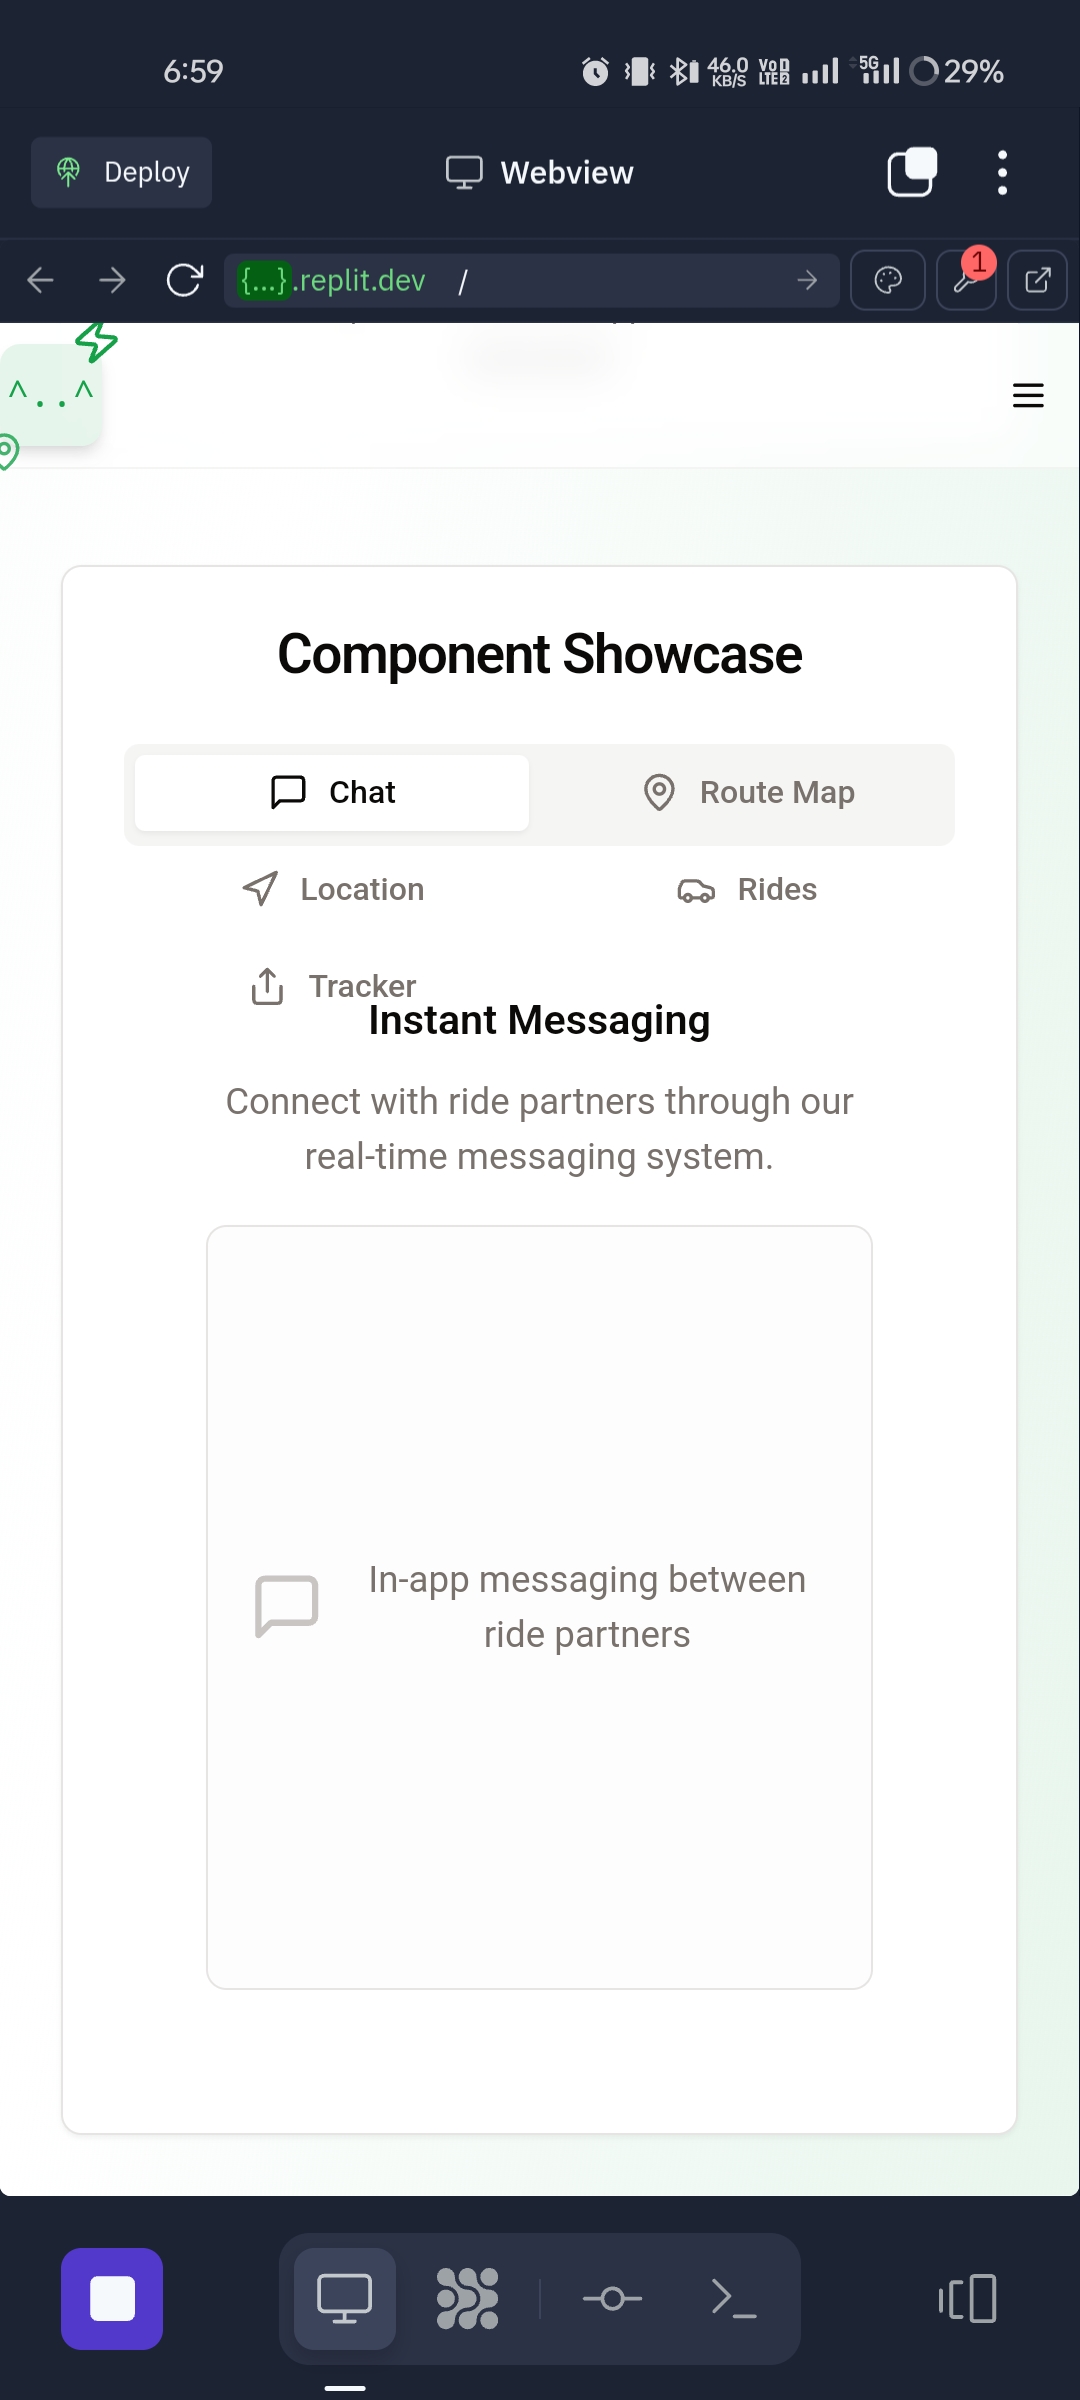 6:59
46.0 KB/S
VoD LTE2
5G
29%
Deploy
Webview
1
{...}.replit.dev /
^..^
Component Showcase
Chat
Route Map
Location
Rides
Tracker
Instant Messaging
Connect with ride partners through our
real-time messaging system.
In-app messaging between
ride partners